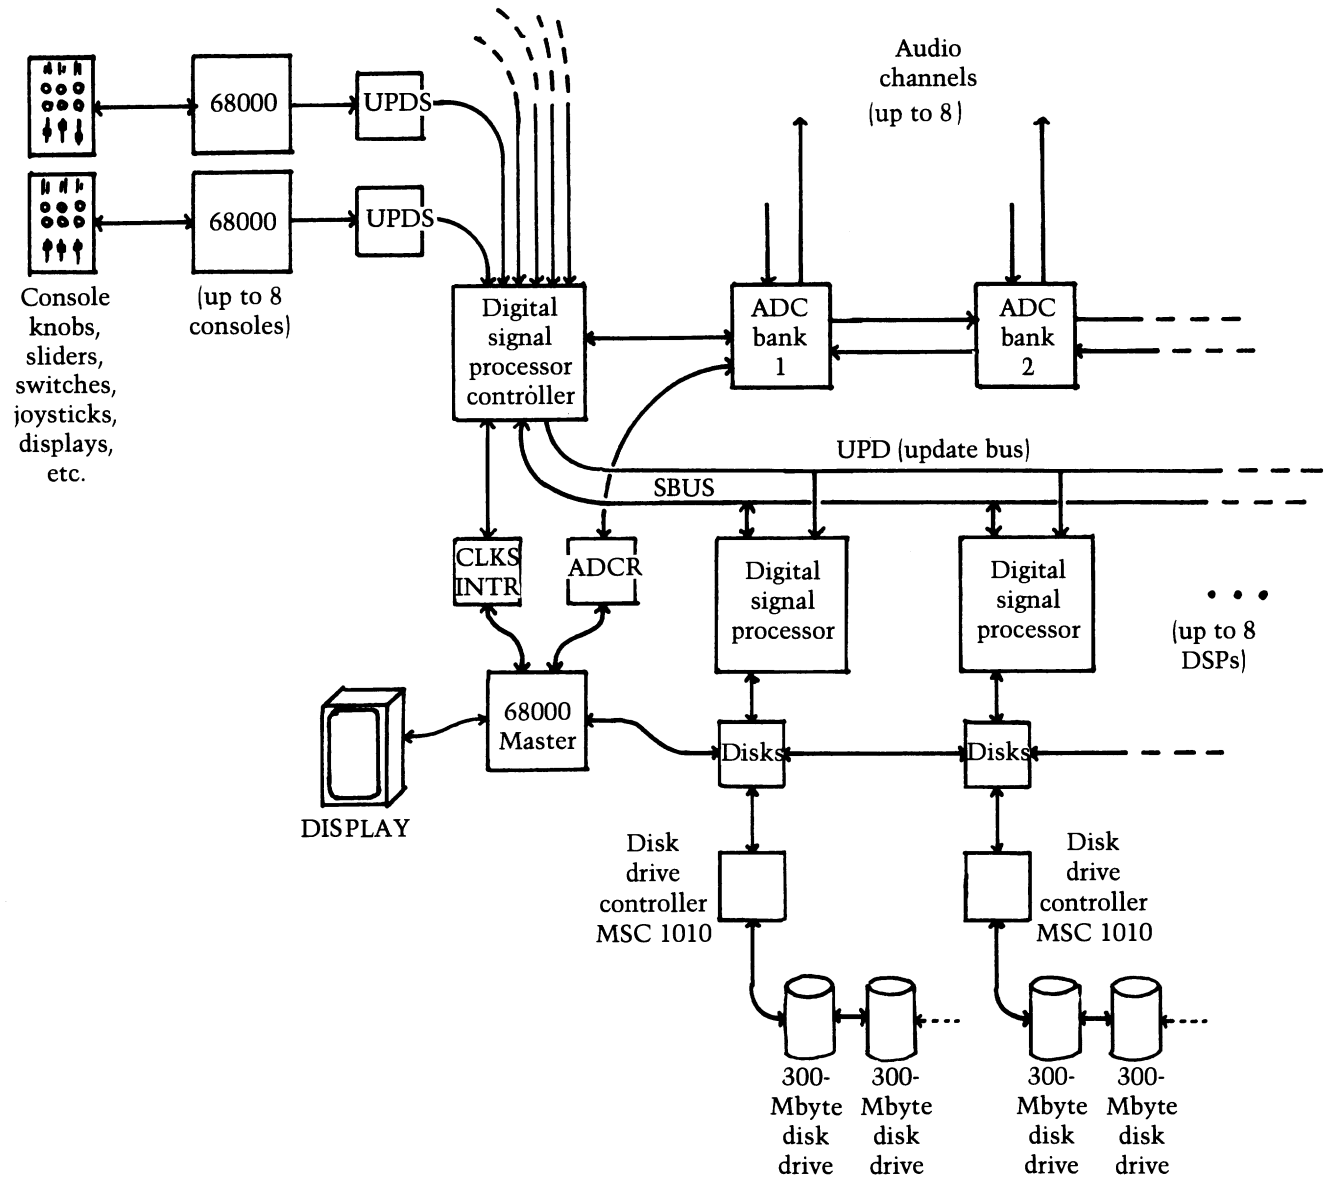 Audio
channels
(up to 8)
68000
UPDS
68000
UPDS
Console
knobs,
sliders,
switches,
joysticks,
displays,
etc.
(up to 8
consoles)
Digital
signal
processor
controller
ADC
bank
1
ADC
bank
2
UPD (update bus)
SBUS
CLKS
INTR
ADCR
Digital
signal
processor
Digital
signal
processor
• • •
(up to 8
DSPs)
68000
Master
DISPLAY
Disks
Disks
Disk
drive
controller
MSC 1010
Disk
drive
controller
MSC 1010
300-
Mbyte
disk
drive
300-
Mbyte
disk
drive
300-
Mbyte
disk
drive
300-
Mbyte
disk
drive